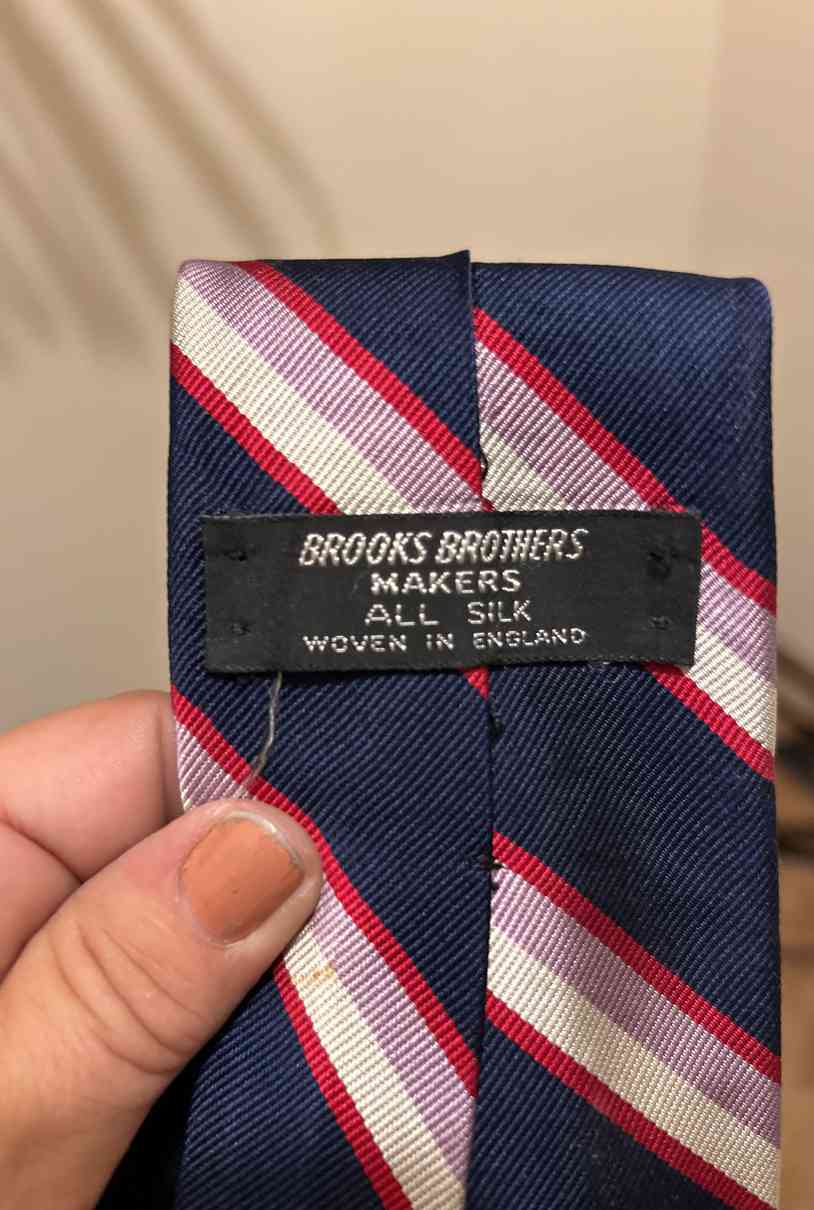 BROOKS BROTHERS
MAKERS
ALL SILK
WOVEN IN ENGLAND